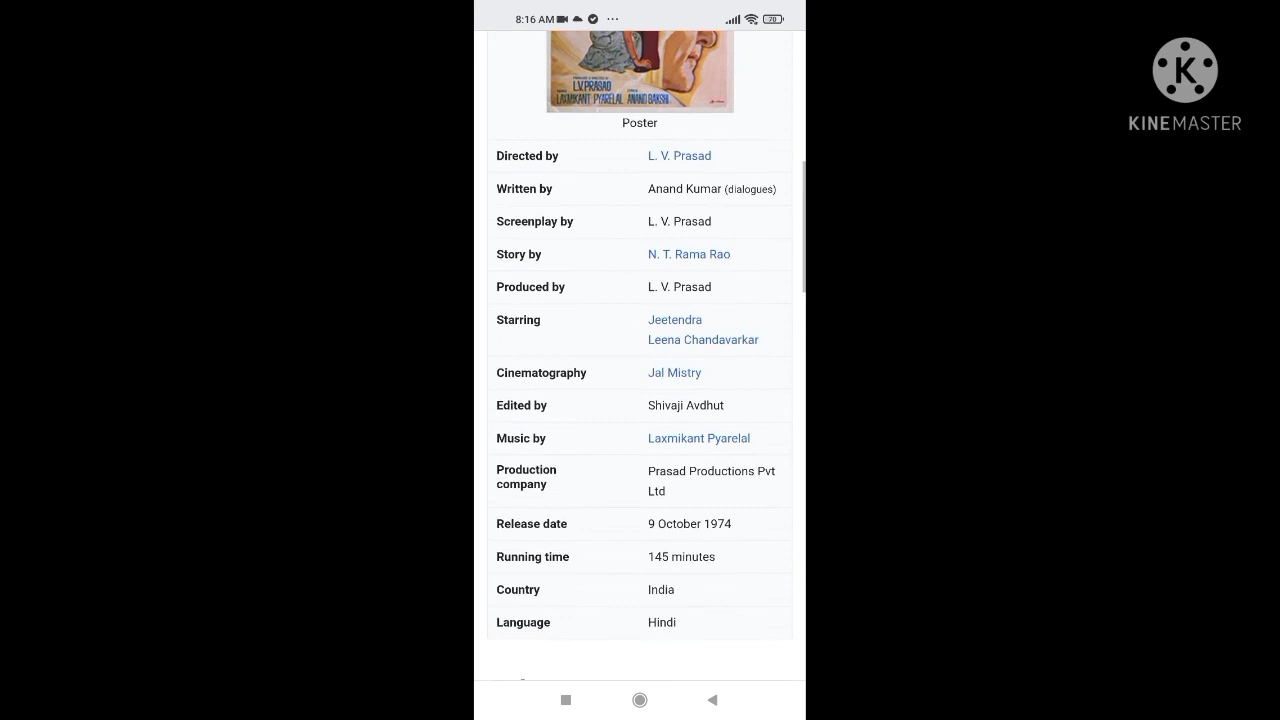 8:16 AM
70
L.V.PRASAD
LAXMIKANT PYARELAL ANAND BAKSHI
Poster
KINEMASTER
Directed by L. V. Prasad
Written by Anand Kumar (dialogues)
Screenplay by L. V. Prasad
Story by N. T. Rama Rao
Produced by L. V. Prasad
Starring Jeetendra
Leena Chandavarkar
Cinematography Jal Mistry
Edited by Shivaji Avdhut
Music by Laxmikant Pyarelal
Production company Prasad Productions Pvt
Ltd
Release date 9 October 1974
Running time 145 minutes
Country India
Language Hindi